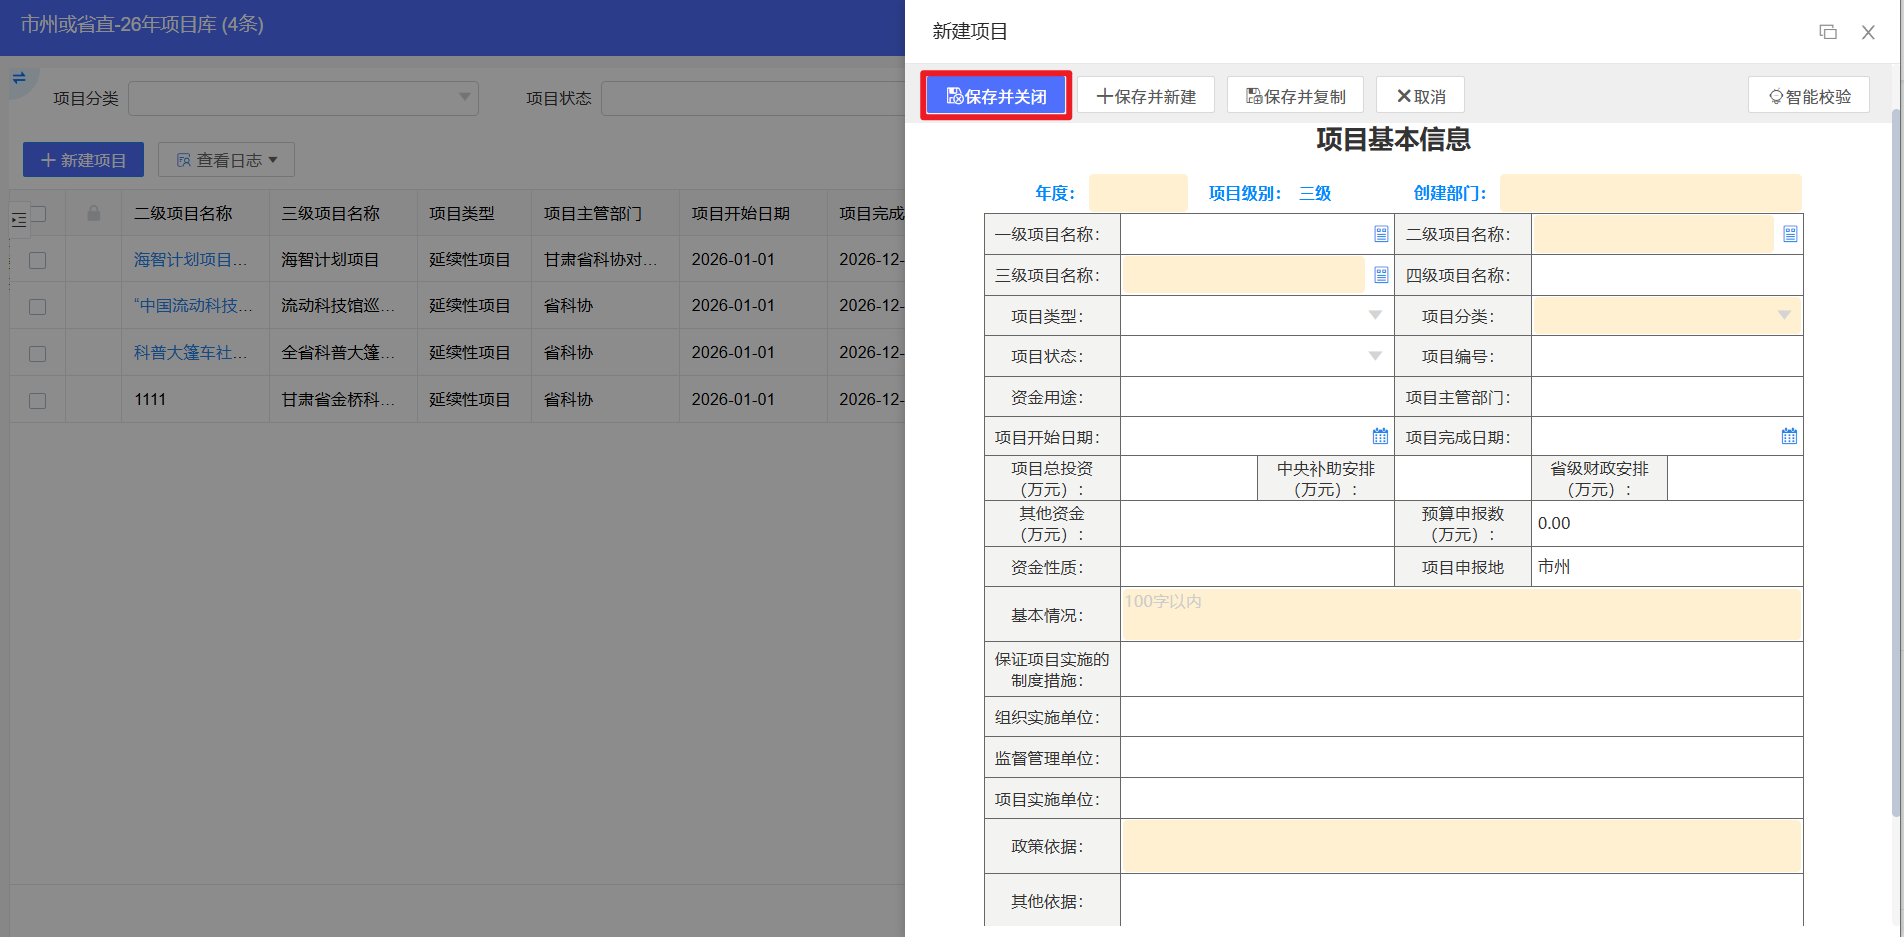 市州或省直-26年项目库 (4条)
项目分类
项目状态
新建项目
查看日志
二级项目名称 三级项目名称 项目类型 项目主管部门 项目开始日期 项目完成
海智计划项目... 海智计划项目 延续性项目 甘肃省科协对... 2026-01-01 2026-12-
“中国流动科技... 流动科技馆巡... 延续性项目 省科协 2026-01-01 2026-12-
科普大篷车社... 全省科普大篷... 延续性项目 省科协 2026-01-01 2026-12-
1111 甘肃省金桥科... 延续性项目 省科协 2026-01-01 2026-12-
新建项目
保存并关闭 保存并新建 保存并复制 取消 智能校验
项目基本信息
年度： 项目级别： 三级 创建部门：
一级项目名称： 二级项目名称：
三级项目名称： 四级项目名称：
项目类型： 项目分类：
项目状态： 项目编号：
资金用途： 项目主管部门：
项目开始日期： 项目完成日期：
项目总投资（万元）： 中央补助安排（万元）： 省级财政安排（万元）：
其他资金（万元）： 预算申报数（万元）： 0.00
资金性质： 项目申报地 市州
基本情况： 100字以内
保证项目实施的制度措施：
组织实施单位：
监督管理单位：
项目实施单位：
政策依据：
其他依据：